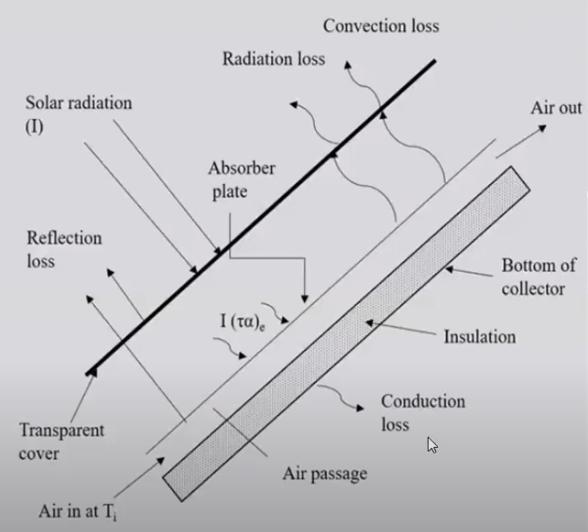 Convection loss
Radiation loss
Solar radiation
(I)
Air out
Absorber
plate
Reflection
loss
Bottom of
collector
I (τα)ₑ
Insulation
Conduction
loss
Transparent
cover
Air passage
Air in at Tᵢ